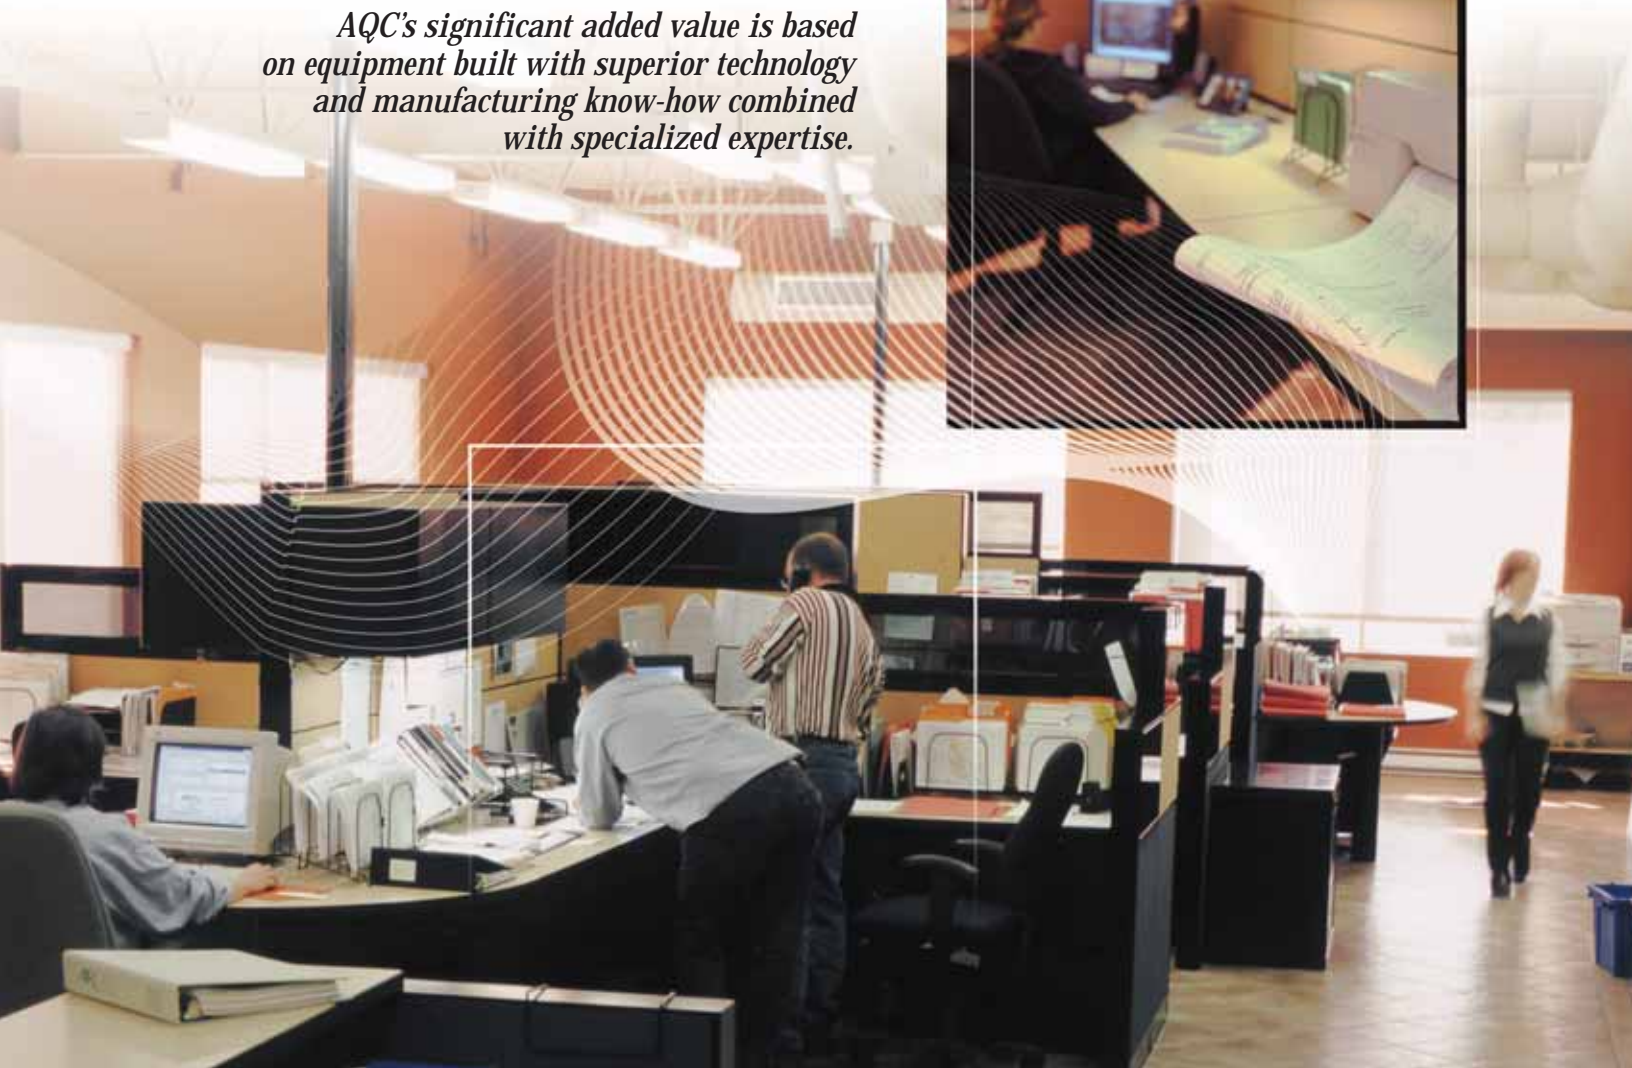 AQC’s significant added value is based
on equipment built with superior technology
and manufacturing know-how combined
with specialized expertise.